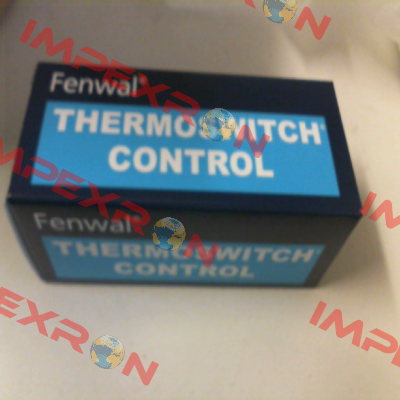 IMPEXRON
Fenwal®
THERMOSWITCH®
CONTROL
Fenwal®
THERMOSWITCH®
CONTROL
IMPEXRON
IMPEXRON